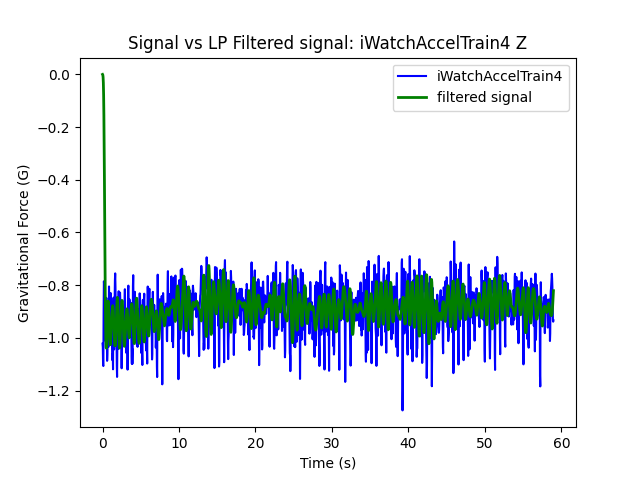 Signal vs LP Filtered signal: iWatchAccelTrain4 Z
iWatchAccelTrain4
filtered signal
Gravitational Force (G)
0.0
−0.2
−0.4
−0.6
−0.8
−1.0
−1.2
0 10 20 30 40 50 60
Time (s)